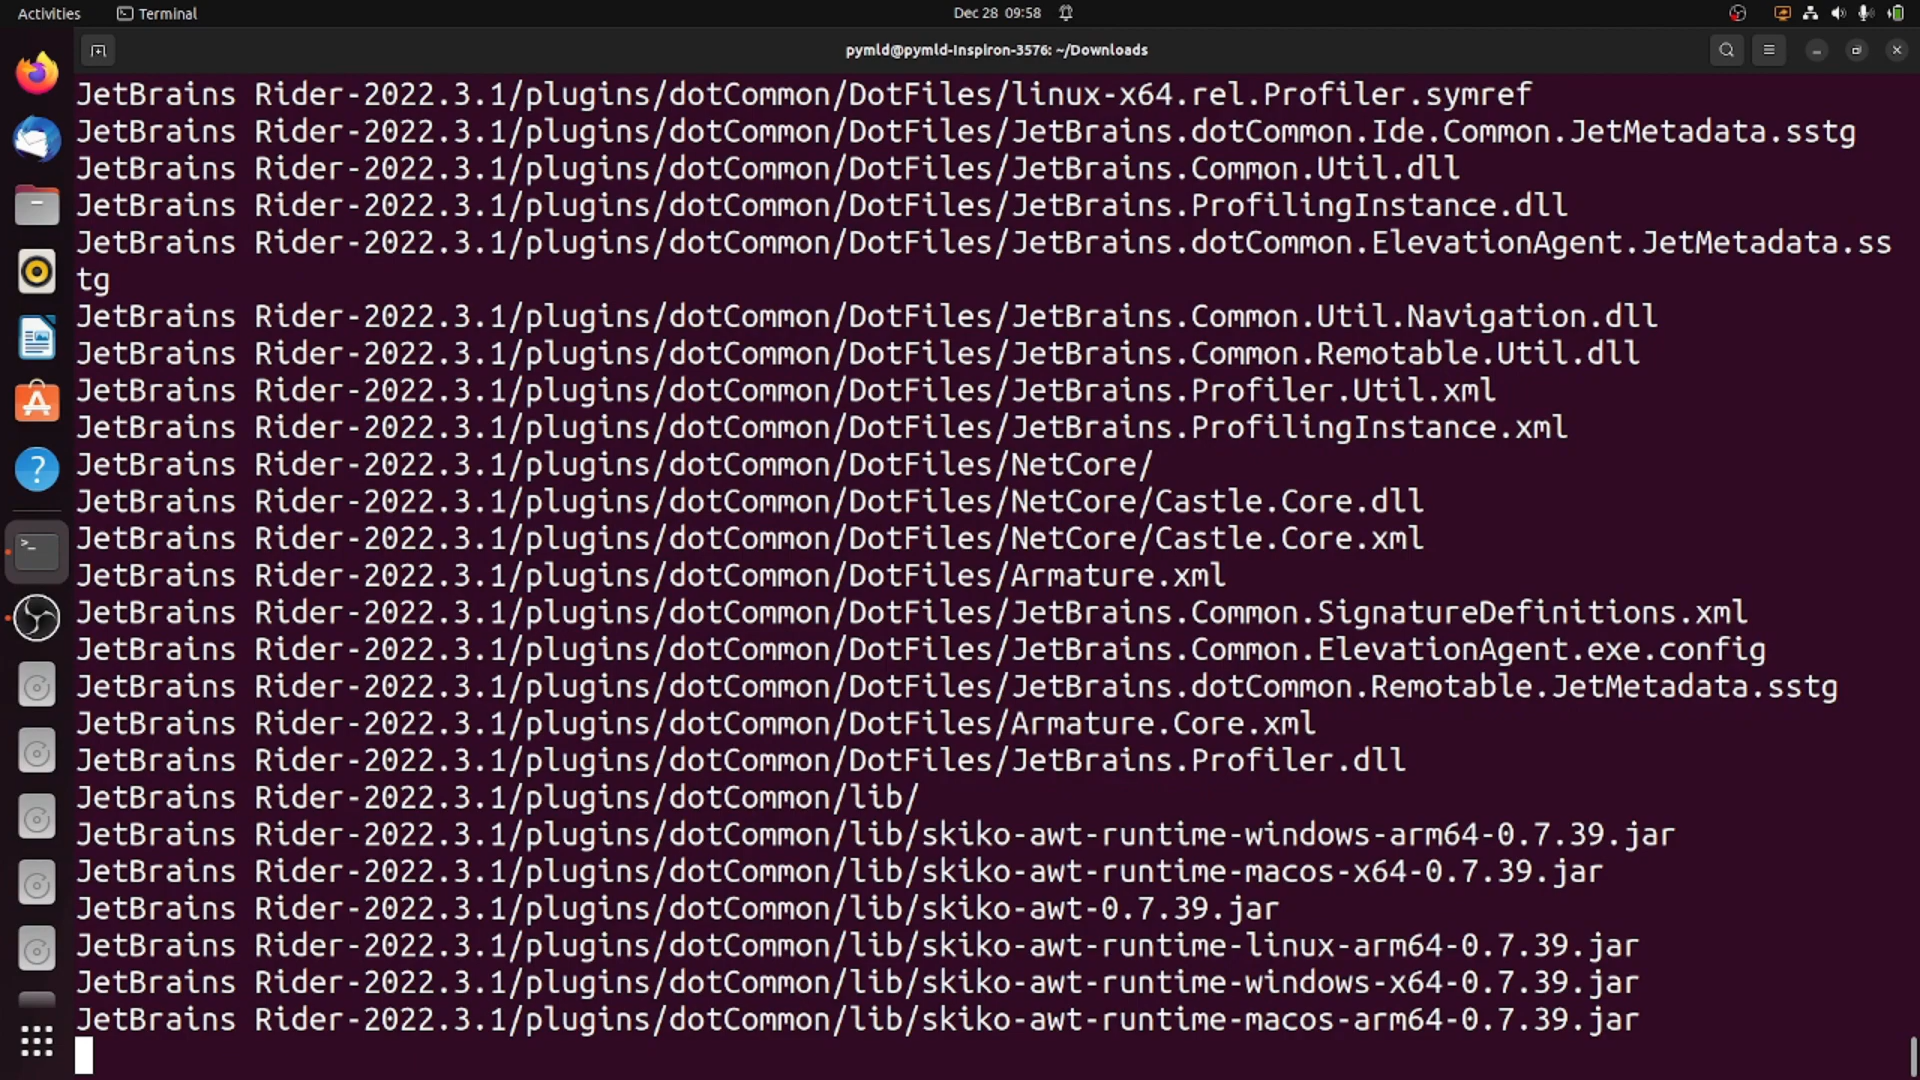 Activities
Terminal
Dec 28 09:58
pymld@pymld-Inspiron-3576: ~/Downloads
JetBrains Rider-2022.3.1/plugins/dotCommon/DotFiles/linux-x64.rel.Profiler.symref
JetBrains Rider-2022.3.1/plugins/dotCommon/DotFiles/JetBrains.dotCommon.Ide.Common.JetMetadata.sstg
JetBrains Rider-2022.3.1/plugins/dotCommon/DotFiles/JetBrains.Common.Util.dll
JetBrains Rider-2022.3.1/plugins/dotCommon/DotFiles/JetBrains.ProfilingInstance.dll
JetBrains Rider-2022.3.1/plugins/dotCommon/DotFiles/JetBrains.dotCommon.ElevationAgent.JetMetadata.ss
tg
JetBrains Rider-2022.3.1/plugins/dotCommon/DotFiles/JetBrains.Common.Util.Navigation.dll
JetBrains Rider-2022.3.1/plugins/dotCommon/DotFiles/JetBrains.Common.Remotable.Util.dll
JetBrains Rider-2022.3.1/plugins/dotCommon/DotFiles/JetBrains.Profiler.Util.xml
JetBrains Rider-2022.3.1/plugins/dotCommon/DotFiles/JetBrains.ProfilingInstance.xml
JetBrains Rider-2022.3.1/plugins/dotCommon/DotFiles/NetCore/
JetBrains Rider-2022.3.1/plugins/dotCommon/DotFiles/NetCore/Castle.Core.dll
JetBrains Rider-2022.3.1/plugins/dotCommon/DotFiles/NetCore/Castle.Core.xml
JetBrains Rider-2022.3.1/plugins/dotCommon/DotFiles/Armature.xml
JetBrains Rider-2022.3.1/plugins/dotCommon/DotFiles/JetBrains.Common.SignatureDefinitions.xml
JetBrains Rider-2022.3.1/plugins/dotCommon/DotFiles/JetBrains.Common.ElevationAgent.exe.config
JetBrains Rider-2022.3.1/plugins/dotCommon/DotFiles/JetBrains.dotCommon.Remotable.JetMetadata.sstg
JetBrains Rider-2022.3.1/plugins/dotCommon/DotFiles/Armature.Core.xml
JetBrains Rider-2022.3.1/plugins/dotCommon/DotFiles/JetBrains.Profiler.dll
JetBrains Rider-2022.3.1/plugins/dotCommon/lib/
JetBrains Rider-2022.3.1/plugins/dotCommon/lib/skiko-awt-runtime-windows-arm64-0.7.39.jar
JetBrains Rider-2022.3.1/plugins/dotCommon/lib/skiko-awt-runtime-macos-x64-0.7.39.jar
JetBrains Rider-2022.3.1/plugins/dotCommon/lib/skiko-awt-0.7.39.jar
JetBrains Rider-2022.3.1/plugins/dotCommon/lib/skiko-awt-runtime-linux-arm64-0.7.39.jar
JetBrains Rider-2022.3.1/plugins/dotCommon/lib/skiko-awt-runtime-windows-x64-0.7.39.jar
JetBrains Rider-2022.3.1/plugins/dotCommon/lib/skiko-awt-runtime-macos-arm64-0.7.39.jar